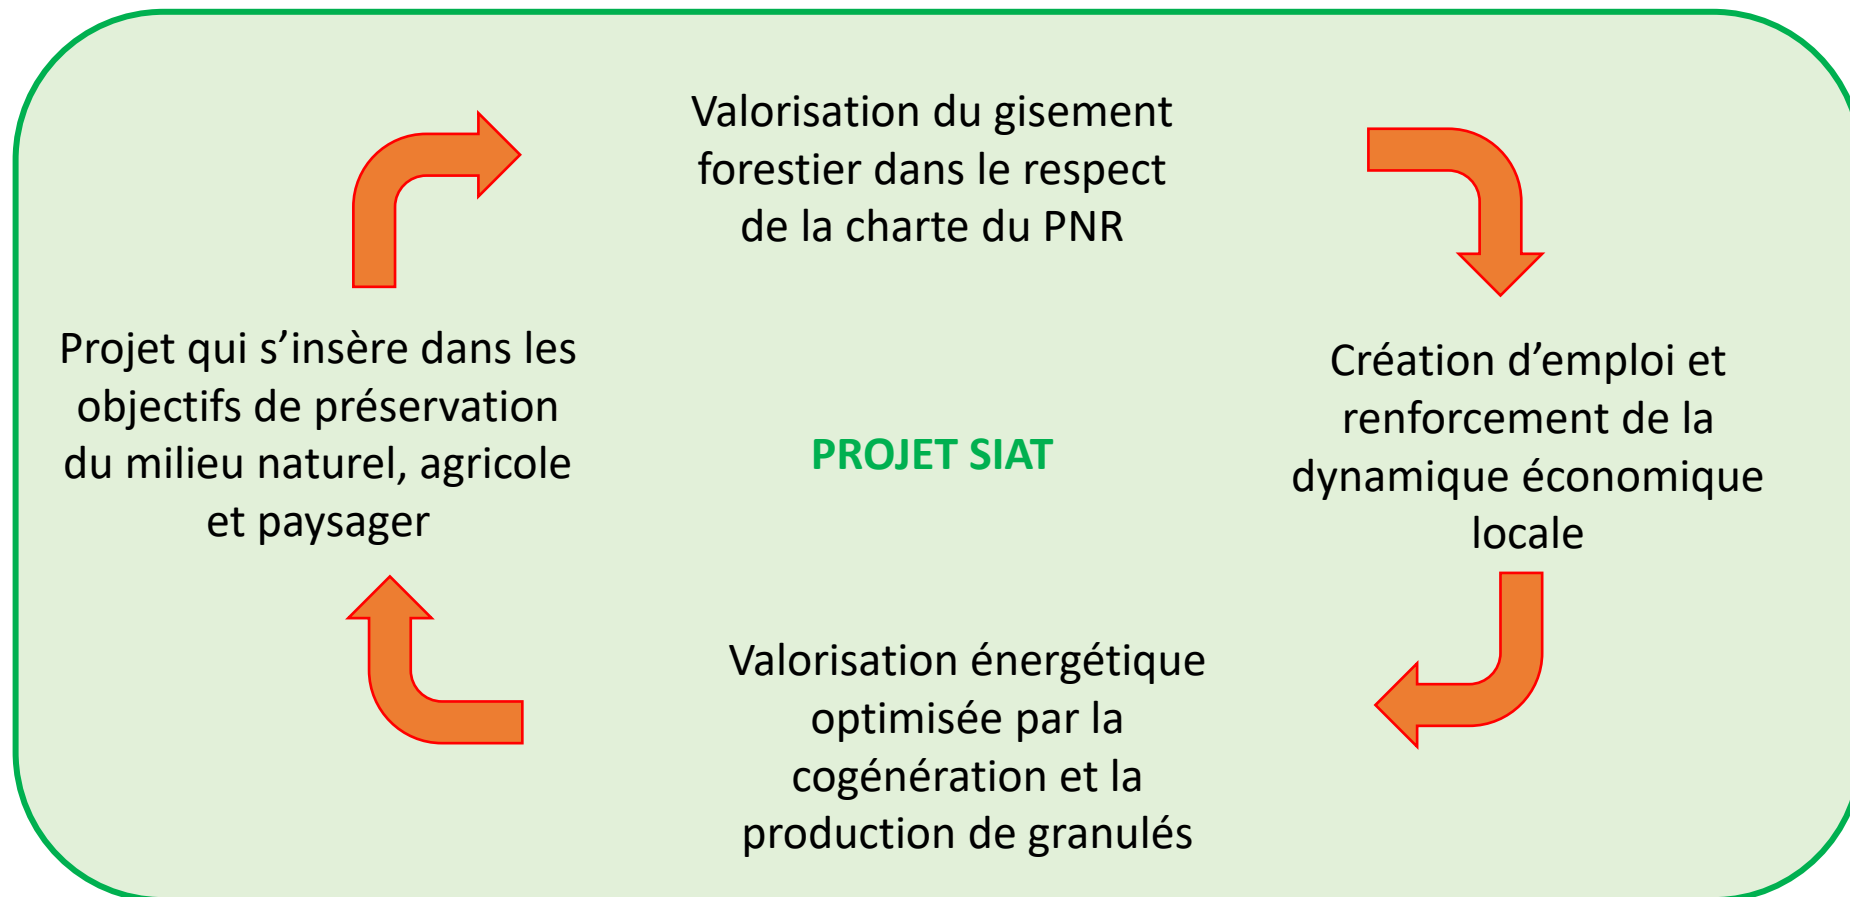 Valorisation du gisement
forestier dans le respect
de la charte du PNR
Projet qui s’insère dans les
objectifs de préservation
du milieu naturel, agricole
et paysager
PROJET SIAT
Création d’emploi et
renforcement de la
dynamique économique
locale
Valorisation énergétique
optimisée par la
cogénération et la
production de granulés